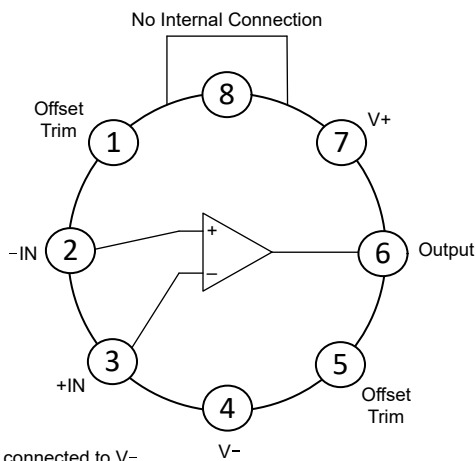 No Internal Connection
8
Offset
Trim
1
7
V+
−IN
2
+
−
6
Output
3
+IN
5
Offset
Trim
4
V−
connected to V−